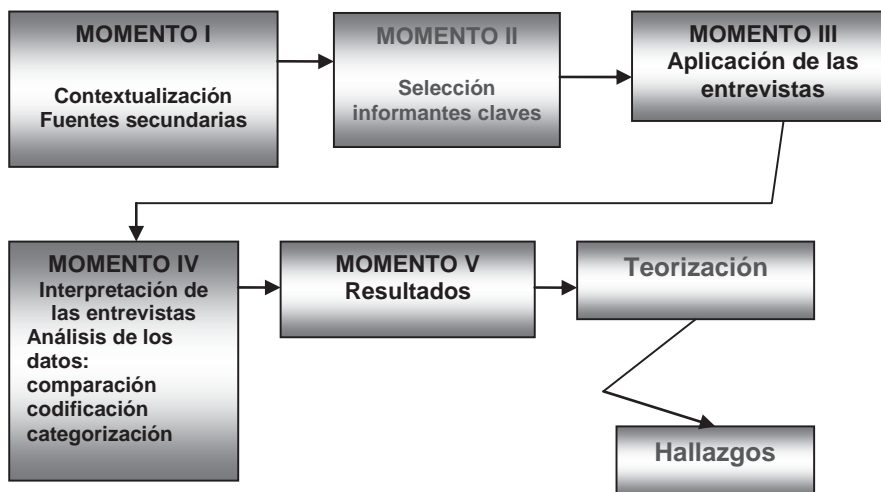 MOMENTO I
Contextualización
Fuentes secundarias
MOMENTO II
Selección
informantes claves
MOMENTO III
Aplicación de las
entrevistas
MOMENTO IV
Interpretación de
las entrevistas
Análisis de los
datos:
comparación
codificación
categorización
MOMENTO V
Resultados
Teorización
Hallazgos